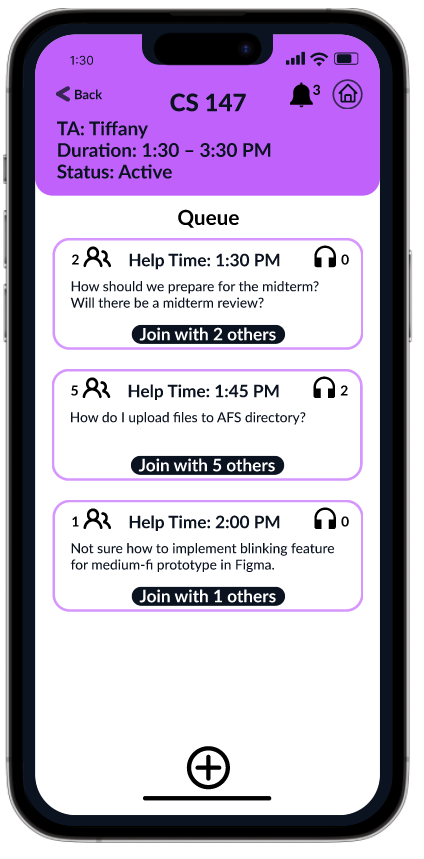 1:30
Back
CS 147
3
TA: Tiffany
Duration: 1:30 – 3:30 PM
Status: Active
Queue
2 Help Time: 1:30 PM 0
How should we prepare for the midterm?
Will there be a midterm review?
Join with 2 others
5 Help Time: 1:45 PM 2
How do I upload files to AFS directory?
Join with 5 others
1 Help Time: 2:00 PM 0
Not sure how to implement blinking feature
for medium-fi prototype in Figma.
Join with 1 others